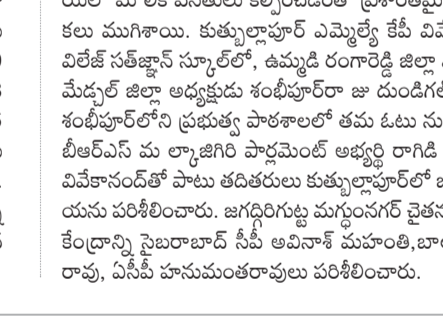 మౌలిక వసతులు కల్పించడంతో ప్రశాంతమై
కలు ముగిశాయి. కుత్బుల్లాపూర్ ఎమ్మెల్యే కేపీ వివే
విలేజ్ సత్‌జ్ఞాన్ స్కూల్‌లో, ఉమ్మడి రంగారెడ్డి జిల్లా
మేడ్చల్ జిల్లా అధ్యక్షుడు శంభీపూర్‌రా జు దుండిగల్
శంభీపూర్‌లోని ప్రభుత్వ పాఠశాలలో తమ ఓటు ను
బీఆర్ఎస్ మ ల్కాజిగిరి పార్లమెంట్ అభ్యర్థి రాగిడి
వివేకానంద్‌తో పాటు తదితరులు కుత్బుల్లాపూర్‌లో
యను పరిశీలించారు. జగద్గిరిగుట్ట మగ్దుంనగర్ చైతన
కేంద్రాన్ని సైబరాబాద్ సీపీ అవినాశ్ మహంతి,బా
రావు, ఏసీపీ హనుమంతరావులు పరిశీలించారు.